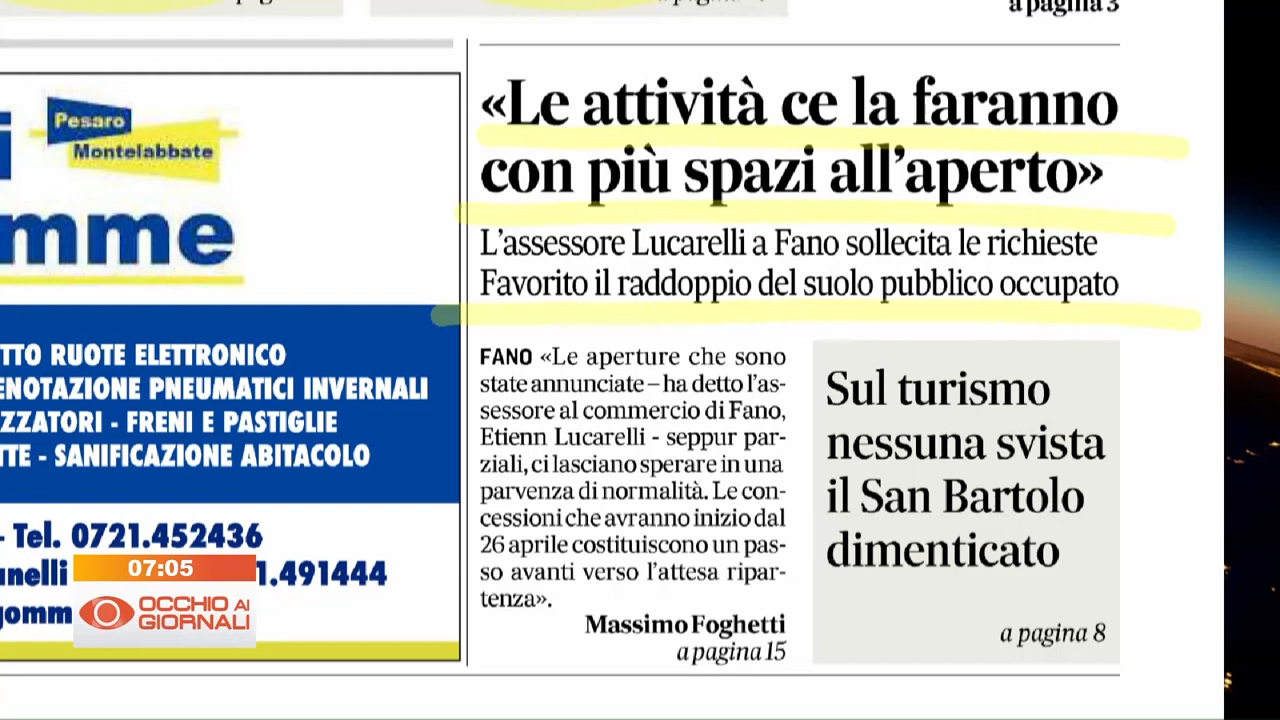 a pagina 3
Pesaro
Montelabbate
mme
TTO RUOTE ELETTRONICO
ENOTAZIONE PNEUMATICI INVERNALI
ZZATORI - FRENI E PASTIGLIE
TTE - SANIFICAZIONE ABITACOLO
- Tel. 0721.452436
anelli 1.491444
gomm
07:05
OCCHIO AI
GIORNALI
«Le attività ce la faranno
con più spazi all'aperto»
L'assessore Lucarelli a Fano sollecita le richieste
Favorito il raddoppio del suolo pubblico occupato
FANO «Le aperture che sono
state annunciate – ha detto l'as-
sessore al commercio di Fano,
Etienn Lucarelli - seppur par-
ziali, ci lasciano sperare in una
parvenza di normalità. Le con-
cessioni che avranno inizio dal
26 aprile costituiscono un pas-
so avanti verso l'attesa ripar-
tenza».
Massimo Foghetti
a pagina 15
Sul turismo
nessuna svista
il San Bartolo
dimenticato
a pagina 8